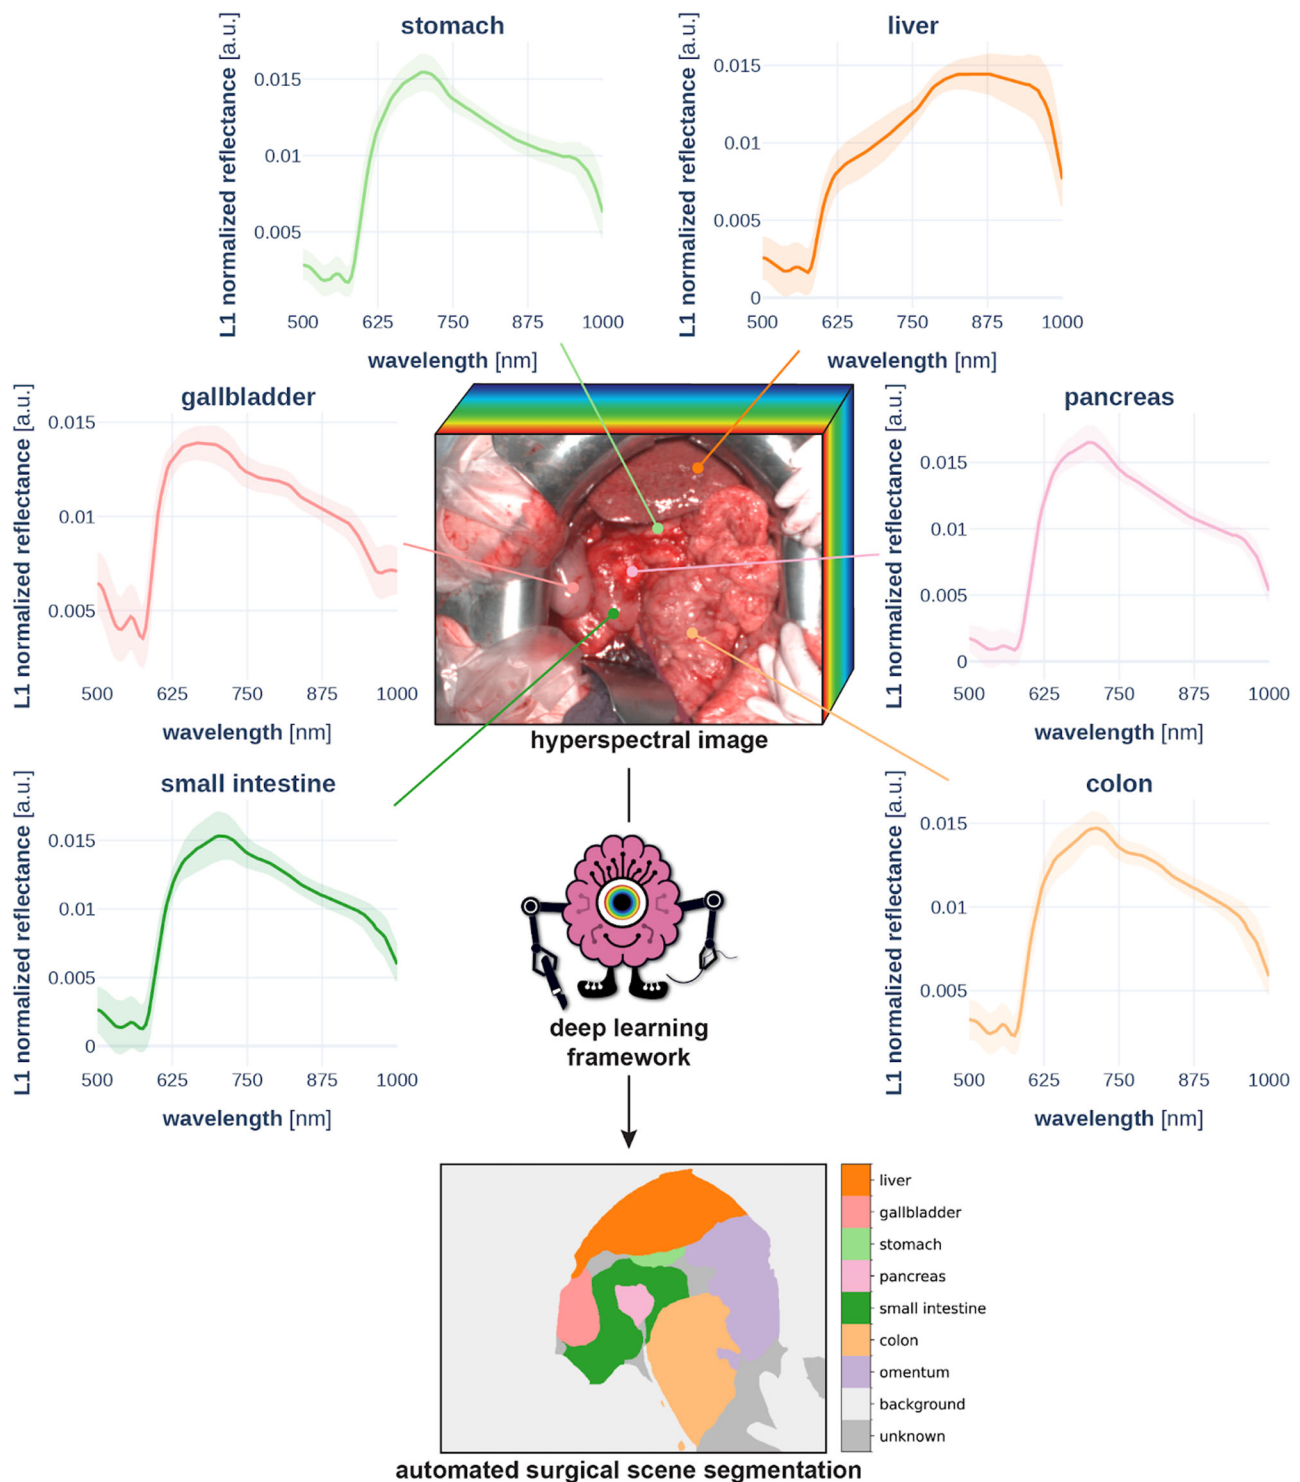 stomach
L1 normalized reflectance [a.u.]
0.015
0.01
0.005
500 625 750 875 1000
wavelength [nm]
liver
L1 normalized reflectance [a.u.]
0.015
0.01
0.005
0
500 625 750 875 1000
wavelength [nm]
gallbladder
L1 normalized reflectance [a.u.]
0.015
0.01
0.005
500 625 750 875 1000
wavelength [nm]
pancreas
L1 normalized reflectance [a.u.]
0.015
0.01
0.005
0
500 625 750 875 1000
wavelength [nm]
hyperspectral image
small intestine
L1 normalized reflectance [a.u.]
0.015
0.01
0.005
0
500 625 750 875 1000
wavelength [nm]
colon
L1 normalized reflectance [a.u.]
0.015
0.01
0.005
500 625 750 875 1000
wavelength [nm]
deep learning
framework
liver
gallbladder
stomach
pancreas
small intestine
colon
omentum
background
unknown
automated surgical scene segmentation